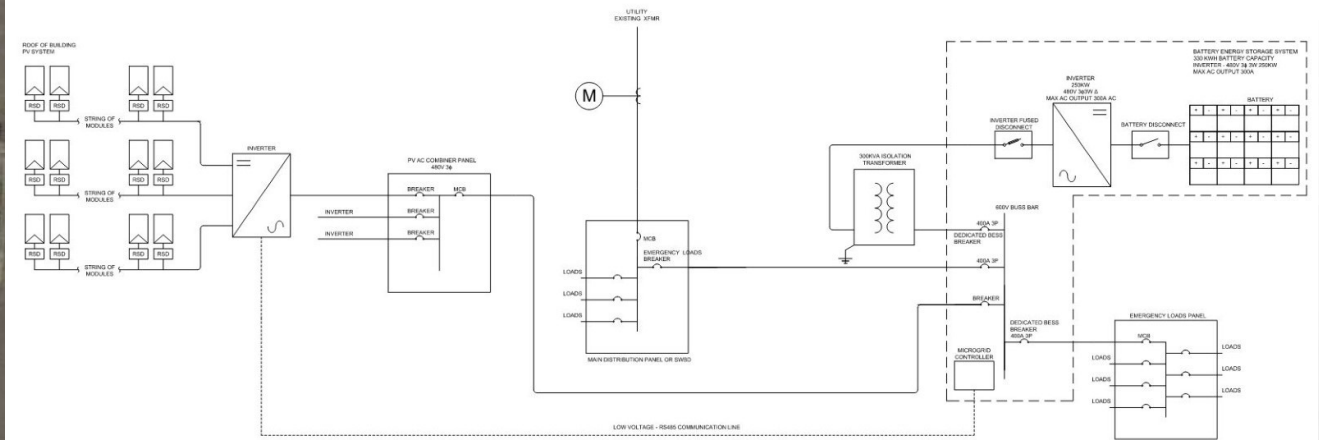 UTILITY
EXISTING XFMR
ROOF OF BUILDING
PV SYSTEM
RSD RSD RSD RSD
STRING OF
MODULES
RSD RSD RSD RSD
STRING OF
MODULES
RSD RSD RSD RSD
STRING OF
MODULES
INVERTER
PV AC COMBINER PANEL
480V 3ϕ
BREAKER MCB
INVERTER BREAKER
INVERTER BREAKER
M
MCB
EMERGENCY LOADS
BREAKER
LOADS
LOADS
LOADS
MAIN DISTRIBUTION PANEL OR SWBD
300KVA ISOLATION
TRANSFORMER
BATTERY ENERGY STORAGE SYSTEM
330 KWH BATTERY CAPACITY
INVERTER - 480V 3ϕ 3W 250KW
MAX AC OUTPUT 300A
INVERTER
250KW
480V 3ϕ3W Δ
MAX AC OUTPUT 300A AC
INVERTER FUSED
DISCONNECT
BATTERY DISCONNECT
BATTERY
+ - + - + - + -
+ - + - + - + -
+ - + - + - + -
600V BUSS BAR
400A 3P
DEDICATED BESS
BREAKER
400A 3P
BREAKER
DEDICATED BESS
BREAKER
400A 3P
MICROGRID
CONTROLLER
EMERGENCY LOADS PANEL
MCB
LOADS
LOADS
LOADS
LOADS
LOADS
LOADS
LOW VOLTAGE - RS485 COMMUNICATION LINE